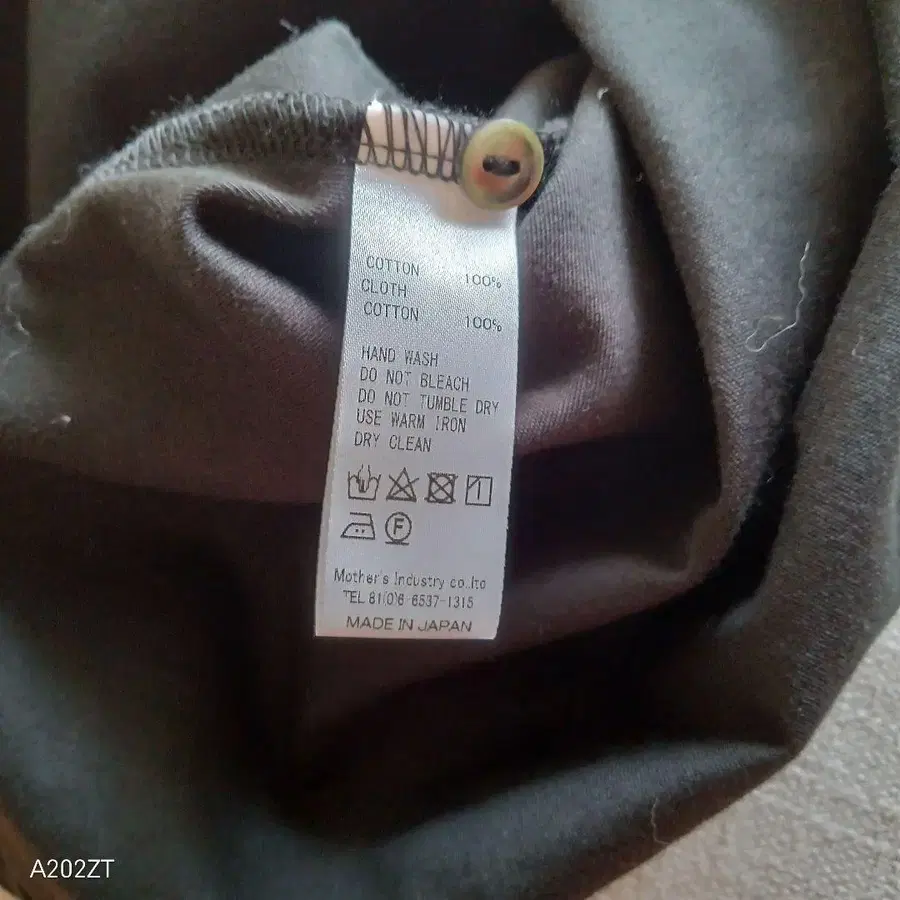 COTTON 100%
CLOTH
COTTON 100%
HAND WASH
DO NOT BLEACH
DO NOT TUMBLE DRY
USE WARM IRON
DRY CLEAN
F
Mother's Industry co.,ltd
TEL 81(0)6-6537-1315
MADE IN JAPAN
A202ZT